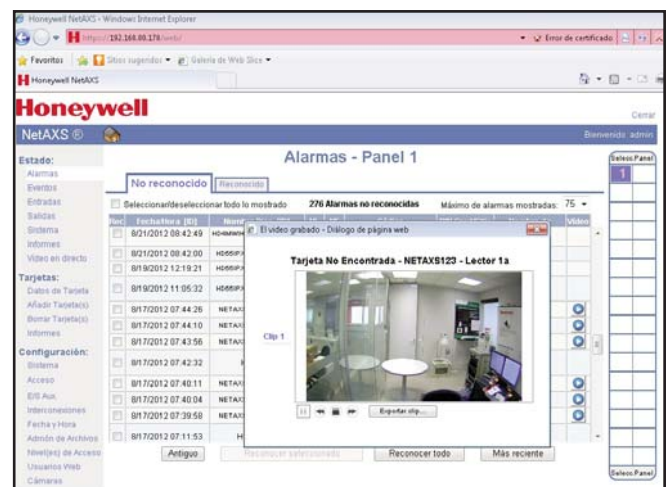 Honeywell NetAXS - Windows Internet Explorer
https://192.168.00.178/web/
Error de certificado
Favoritos
Sitios sugeridos
Galería de Web Slice
Honeywell NetAXS
Honeywell
Cerrar
NetAXS ®
Bienvenido admin
Estado:
Alarmas
Eventos
Entradas
Salidas
Sistema
Informes
Video en directo
Tarjetas:
Datos de Tarjeta
Añadir Tarjeta(s)
Borrar Tarjeta(s)
Informes
Configuración:
Sistema
Acceso
E/S Aux.
Interconexiones
Fecha y Hora
Admón de Archivos
Nivel(es) de Acceso
Usuarios Web
Cámaras
Alarmas - Panel 1
No reconocido
Reconocido
Seleccionar/deseleccionar todo lo mostrado
276 Alarmas no reconocidas
Máximo de alarmas mostradas: 75
Fecha/Hora [ID]
Video
8/21/2012 08:42:49
8/21/2012 08:42:00
8/19/2012 12:19:21
8/19/2012 11:05:32
8/17/2012 07:44:26 NETAX
8/17/2012 07:44:10 NETAX
8/17/2012 07:43:56 NETAX
8/17/2012 07:42:32
8/17/2012 07:40:11 NETAX
8/17/2012 07:40:04 NETAX
8/17/2012 07:39:58 NETAX
8/17/2012 07:11:53 H
El video grabado - Diálogo de página web
Tarjeta No Encontrada - NETAXS123 - Lector 1a
Clip 1
Exportar clip...
Antiguo
Reconocer seleccionado
Reconocer todo
Más reciente
Selecc.Panel
1
Selecc.Panel